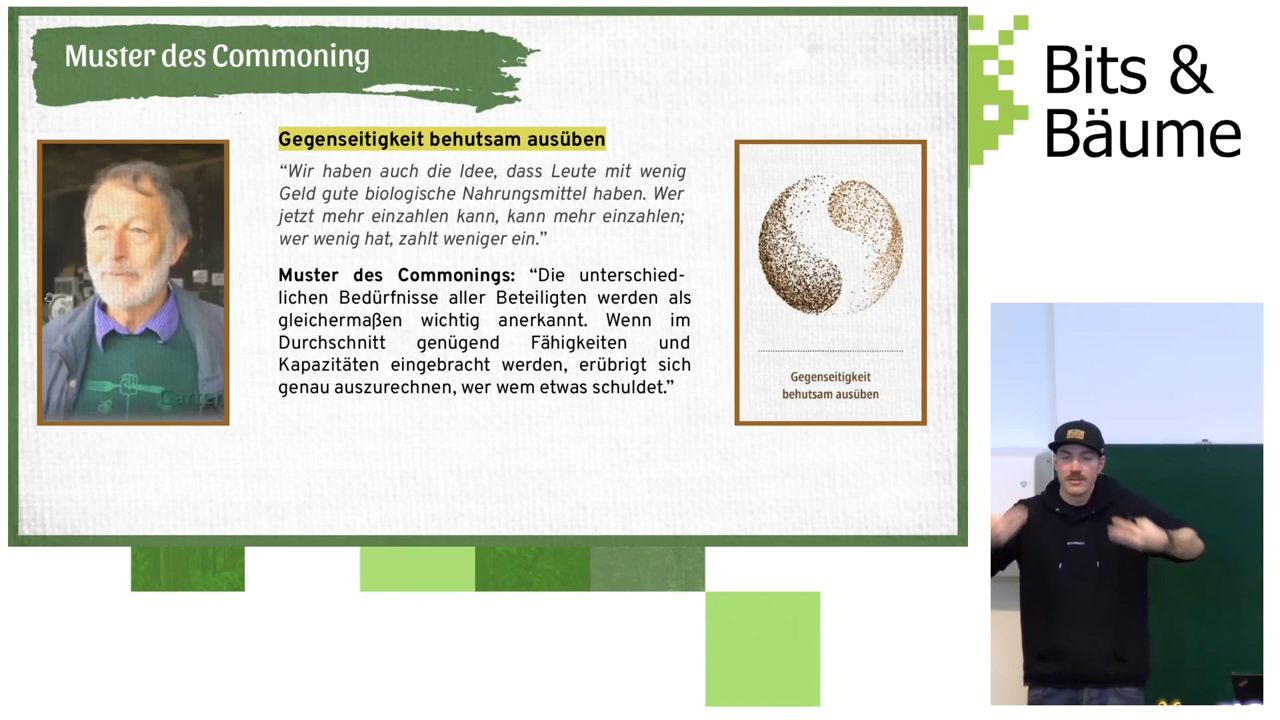 Muster des Commoning
Gegenseitigkeit behutsam ausüben
“Wir haben auch die Idee, dass Leute mit wenig
Geld gute biologische Nahrungsmittel haben. Wer
jetzt mehr einzahlen kann, kann mehr einzahlen;
wer wenig hat, zahlt weniger ein.”
Muster des Commonings: “Die unterschied-
lichen Bedürfnisse aller Beteiligten werden als
gleichermaßen wichtig anerkannt. Wenn im
Durchschnitt genügend Fähigkeiten und
Kapazitäten eingebracht werden, erübrigt sich
genau auszurechnen, wer wem etwas schuldet.”
Gegenseitigkeit
behutsam ausüben
Bits &
Bäume